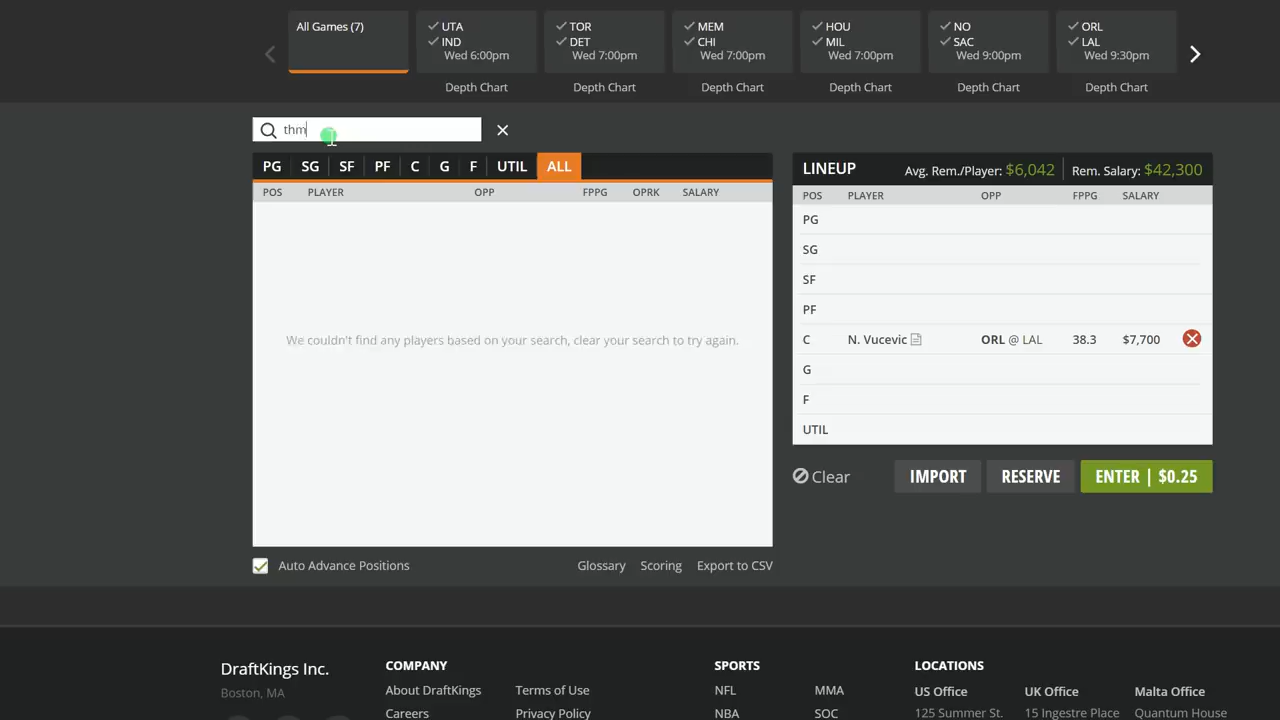 All Games (7)
UTA
IND
Wed 6:00pm
Depth Chart
TOR
DET
Wed 7:00pm
Depth Chart
MEM
CHI
Wed 7:00pm
Depth Chart
HOU
MIL
Wed 7:00pm
Depth Chart
NO
SAC
Wed 9:00pm
Depth Chart
ORL
LAL
Wed 9:30pm
Depth Chart
thm
PG SG SF PF C G F UTIL ALL
POS PLAYER OPP FPPG OPRK SALARY
We couldn't find any players based on your search, clear your search to try again.
Auto Advance Positions
Glossary Scoring Export to CSV
LINEUP Avg. Rem./Player: $6,042 Rem. Salary: $42,300
POS PLAYER OPP FPPG SALARY
PG
SG
SF
PF
C N. Vucevic ORL @ LAL 38.3 $7,700
G
F
UTIL
Clear IMPORT RESERVE ENTER | $0.25
DraftKings Inc.
Boston, MA
COMPANY
About DraftKings Terms of Use
Careers Privacy Policy
SPORTS
NFL MMA
NBA SOC
LOCATIONS
US Office UK Office Malta Office
125 Summer St. 15 Ingestre Place Quantum House